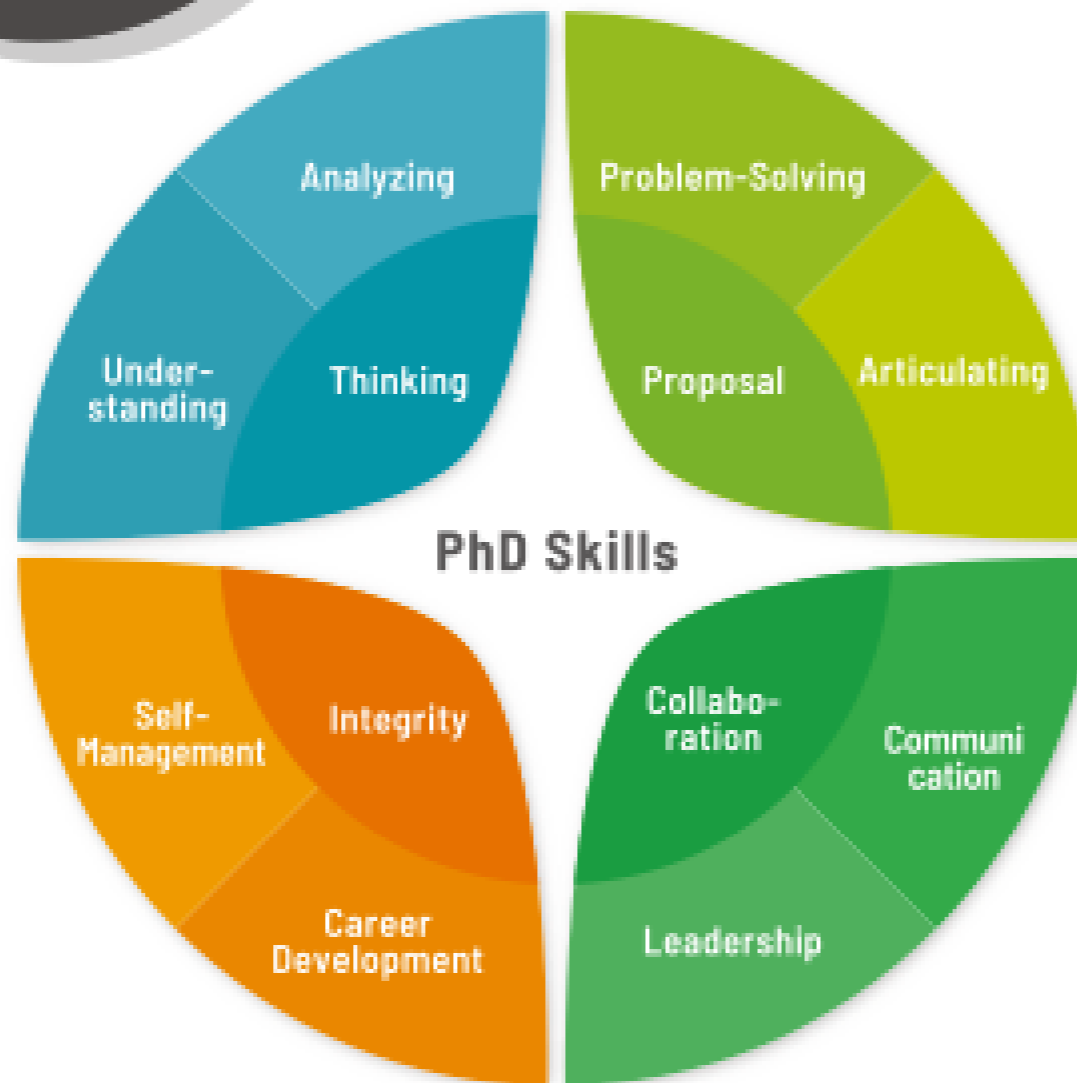 Analyzing
Under-
standing
Thinking
Problem-Solving
Proposal
Articulating
PhD Skills
Self-
Management
Integrity
Career
Development
Collabo-
ration
Communi
cation
Leadership